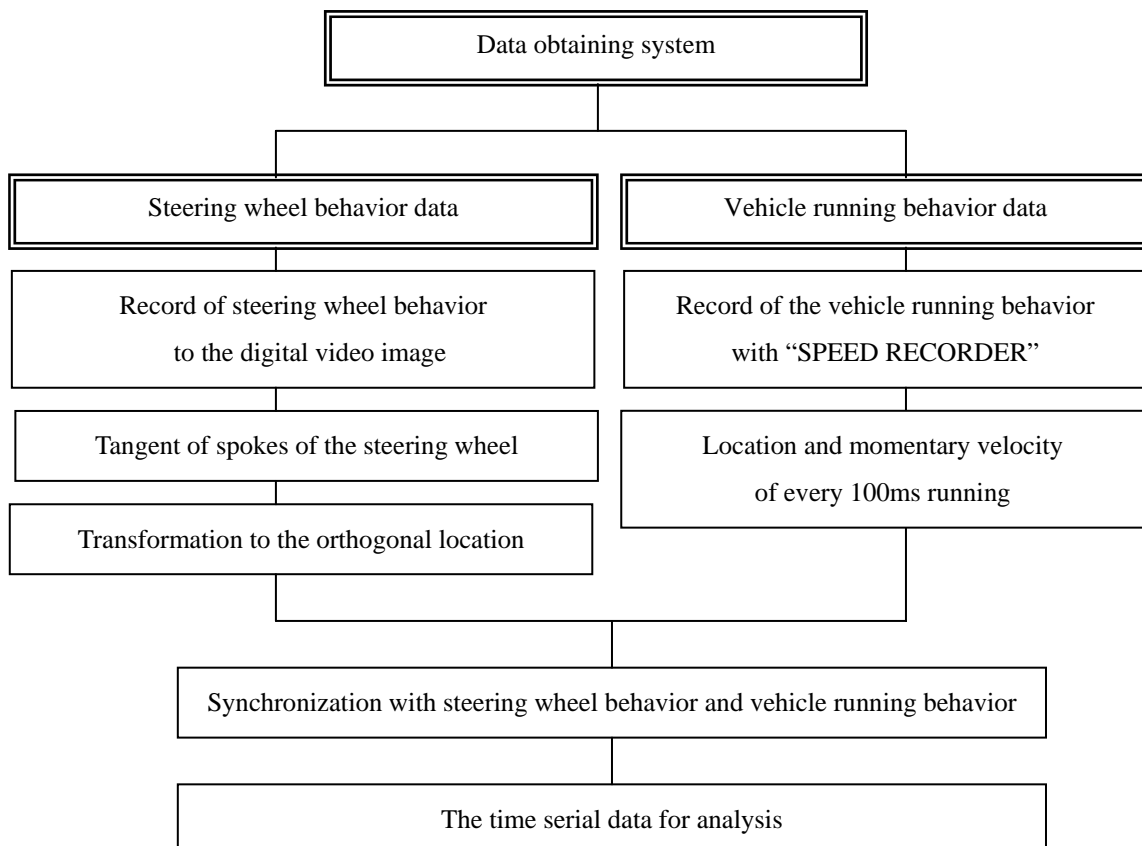 Data obtaining system
Steering wheel behavior data
Vehicle running behavior data
Record of steering wheel behavior
to the digital video image
Record of the vehicle running behavior
with “SPEED RECORDER”
Tangent of spokes of the steering wheel
Location and momentary velocity
of every 100ms running
Transformation to the orthogonal location
Synchronization with steering wheel behavior and vehicle running behavior
The time serial data for analysis